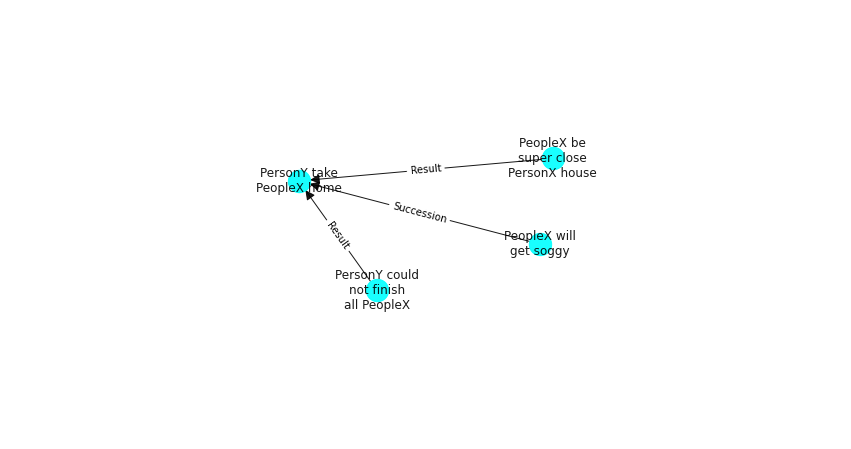 PeopleX be
super close
PersonX house
Result
PersonY take
PeopleX home
Succession
PeopleX will
get soggy
Result
PersonY could
not finish
all PeopleX